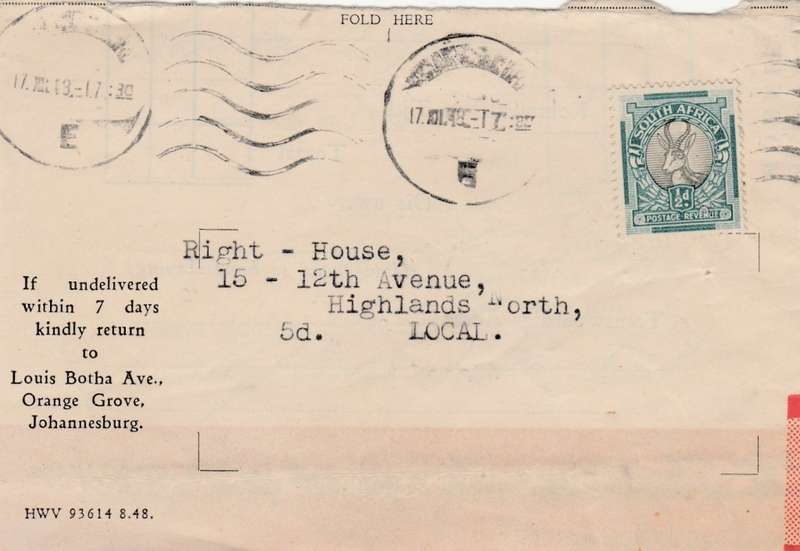 FOLD HERE
E
SOUTH AFRICA
½d.
POSTAGE REVENUE
Right - House,
15 - 12th Avenue,
Highlands North,
5d. LOCAL.
If undelivered
within 7 days
kindly return
to
Louis Botha Ave.,
Orange Grove,
Johannesburg.
HWV 93614 8.48.